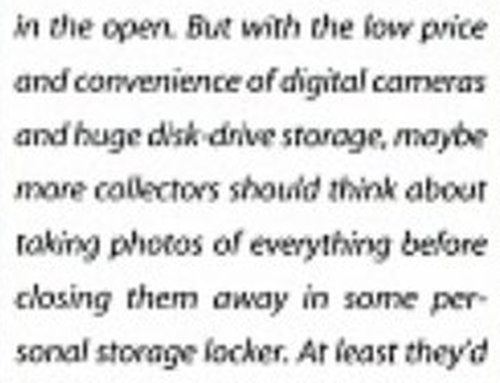 in the open. But with the low price
and convenience of digital cameras
and huge disk-drive storage, maybe
more collectors should think about
taking photos of everything before
closing them away in some per-
sonal storage locker. At least they'd